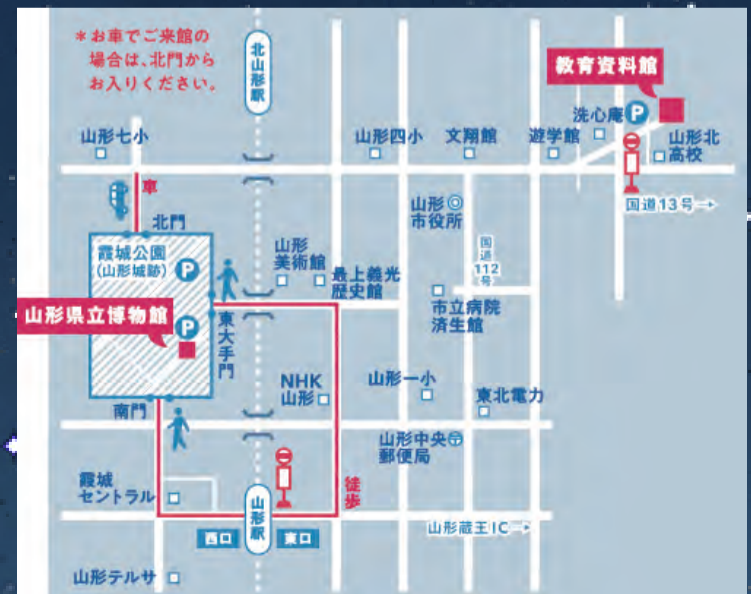 ＊お車でご来館の
場合は、北門から
お入りください。
北山形駅
教育資料館
洗心庵
P
山形七小
山形四小
文翔館
遊学館
山形北
高校
車
国道13号→
北門
山形
市役所
霞城公園
(山形城跡)
P
山形
美術館
最上義光
歴史館
国道
112
号
山形県立博物館
P
東大手門
市立病院
済生館
NHK
山形
山形一小
東北電力
南門
山形中央
郵便局
霞城
セントラル
徒歩
山形駅
西口
東口
山形蔵王IC→
山形テルサ